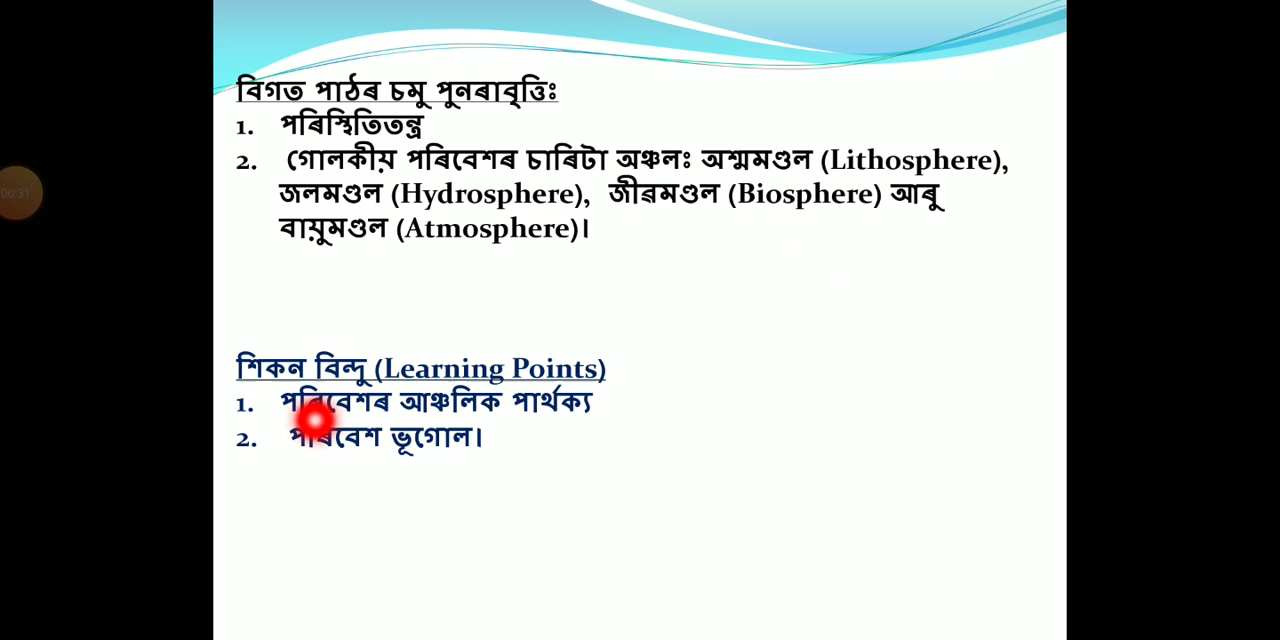 00:31
বিগত পাঠৰ চমু পুনৰাবৃত্তিঃ
1. পৰিস্থিতিতন্ত্ৰ
2. গোলকীয় পৰিবেশৰ চাৰিটা অঞ্চলঃ অশ্মমণ্ডল (Lithosphere),
জলমণ্ডল (Hydrosphere), জীৱমণ্ডল (Biosphere) আৰু
বায়ুমণ্ডল (Atmosphere)।
শিকন বিন্দু (Learning Points)
1. পৰিবেশৰ আঞ্চলিক পাৰ্থক্য
2. পৰিবেশ ভূগোল।